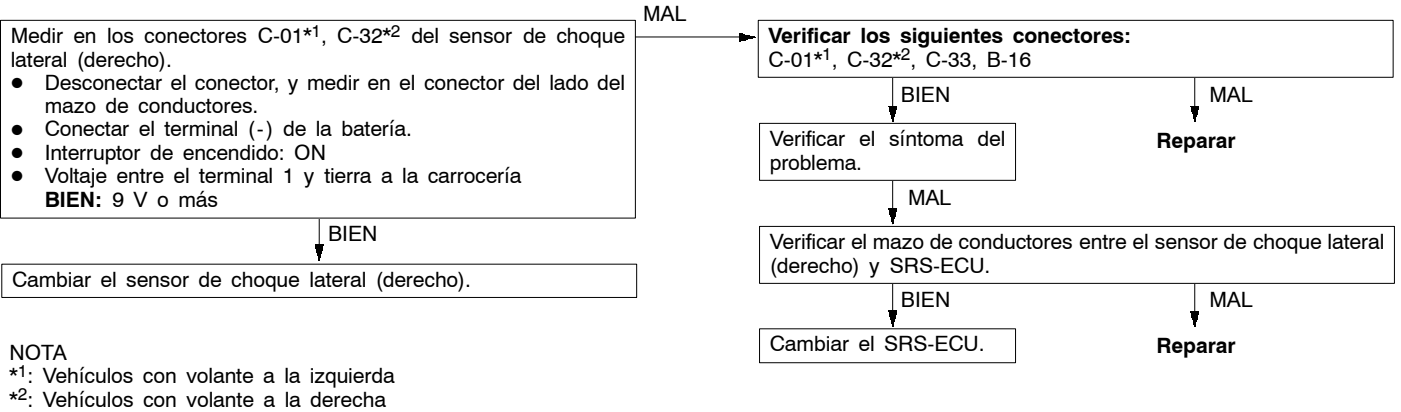 MAL
Medir en los conectores C-01*1, C-32*2 del sensor de choque
lateral (derecho).
● Desconectar el conector, y medir en el conector del lado del
mazo de conductores.
● Conectar el terminal (-) de la batería.
● Interruptor de encendido: ON
● Voltaje entre el terminal 1 y tierra a la carrocería
BIEN: 9 V o más
BIEN
Cambiar el sensor de choque lateral (derecho).
Verificar los siguientes conectores:
C-01*1, C-32*2, C-33, B-16
BIEN
MAL
Verificar el síntoma del
problema.
Reparar
MAL
Verificar el mazo de conductores entre el sensor de choque lateral
(derecho) y SRS-ECU.
BIEN
MAL
Cambiar el SRS-ECU.
Reparar
NOTA
*1: Vehículos con volante a la izquierda
*2: Vehículos con volante a la derecha